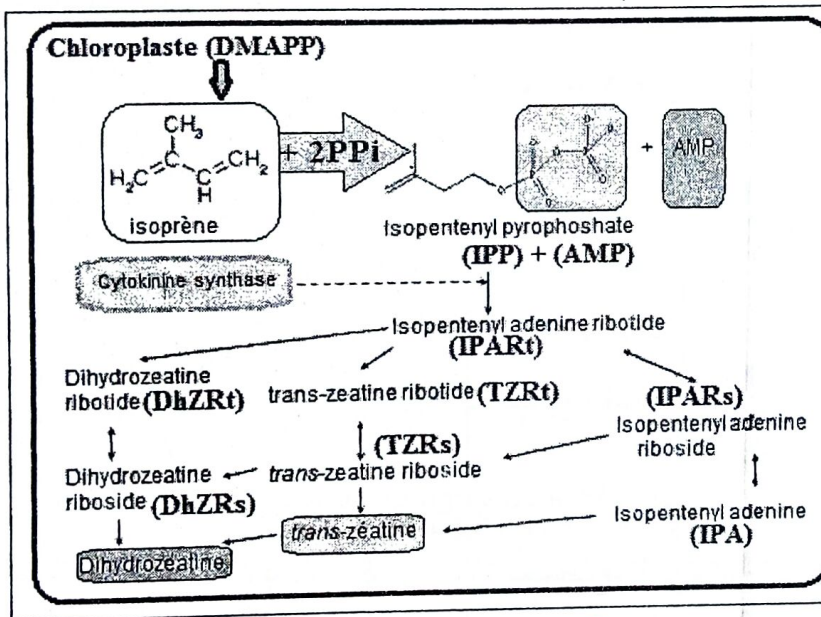 Chloroplaste (DMAPP)
CH3
H2C
C
CH2
H
isoprène
+ 2PPi
+
AMP
Isopentenyl pyrophoshate
(IPP) + (AMP)
Cytokinine synthase
Isopentenyl adenine ribotide
(IPARt)
Dihydrozeatine
ribotide (DhZRt)
trans-zeatine ribotide (TZRt)
(IPARs)
Isopentenyl adenine
riboside
(TZRs)
Dihydrozeatine
riboside (DhZRs)
trans-zeatine riboside
trans-zéatine
Isopentenyl adenine
(IPA)
Dihydrozéatine